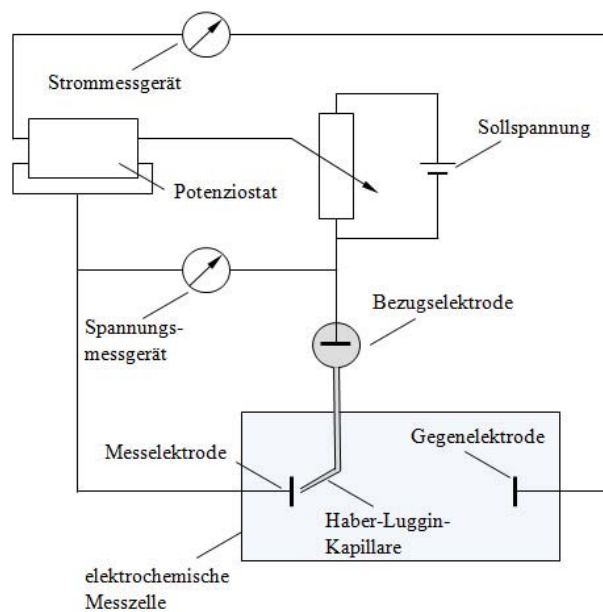 Strommessgerät
Sollspannung
Potenziostat
Spannungs-
messgerät
Bezugselektrode
Messelektrode
Gegenelektrode
Haber-Luggin-
Kapillare
elektrochemische
Messzelle